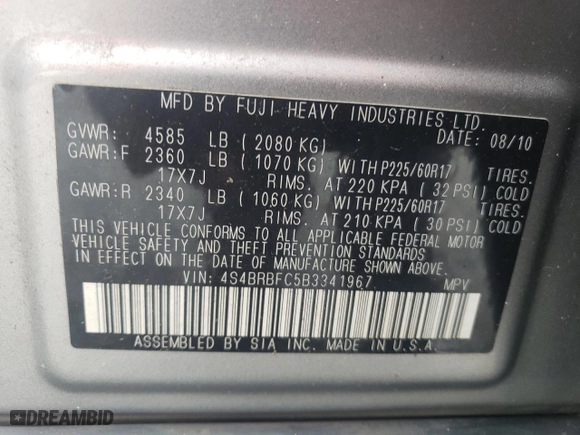 MFD BY FUJI HEAVY INDUSTRIES LTD.
GVWR: 4585 LB ( 2080 KG) DATE: 08/10
GAWR:F 2360 LB ( 1070 KG) WITH P225/60R17 TIRES.
17X7J RIMS. AT 220 KPA ( 32 PSI) COLD
GAWR:R 2340 LB ( 1060 KG) WITH P225/60R17 TIRES.
17X7J RIMS. AT 210 KPA ( 30 PSI) COLD
THIS VEHICLE CONFORMS TO ALL APPLICABLE FEDERAL MOTOR
VEHICLE SAFETY AND THEFT PREVENTION STANDARDS
IN EFFECT ON THE DATE OF MANUFACTURE SHOWN ABOVE.
VIN: 4S4BRBFC5B3341967 MPV
ASSEMBLED BY SIA INC. MADE IN U.S.A.
DREAMBID